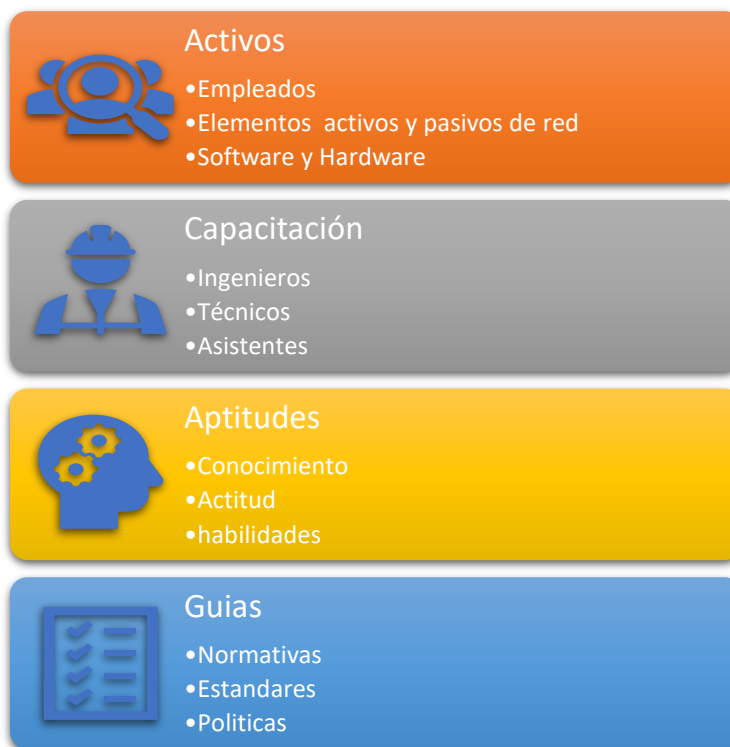 Activos
•Empleados
•Elementos activos y pasivos de red
•Software y Hardware
Capacitación
•Ingenieros
•Técnicos
•Asistentes
Aptitudes
•Conocimiento
•Actitud
•habilidades
Guias
•Normativas
•Estandares
•Politicas